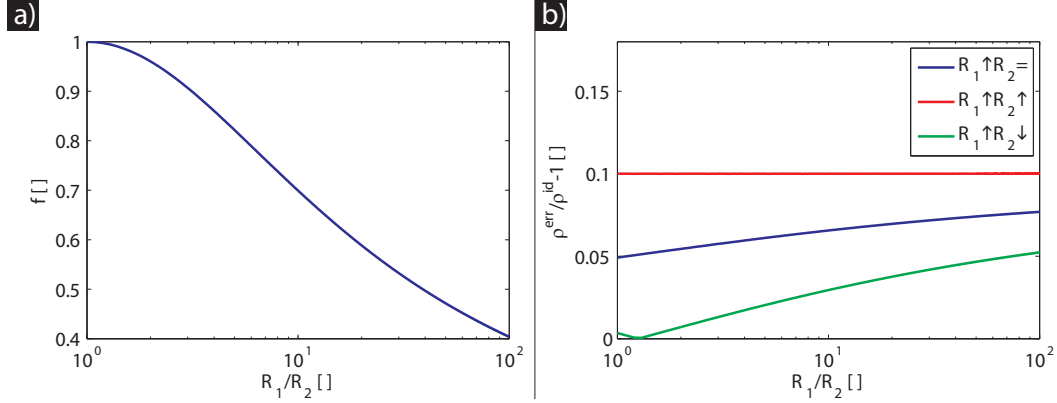 a)
1
0.9
0.8
0.7
0.6
0.5
0.4
f [ ]
10^0
10^1
10^2
R_1/R_2 [ ]
b)
0.15
0.1
0.05
0
ρ^err/ρ^id-1 [ ]
R_1↑R_2=
R_1↑R_2↑
R_1↑R_2↓
10^0
10^1
10^2
R_1/R_2 [ ]